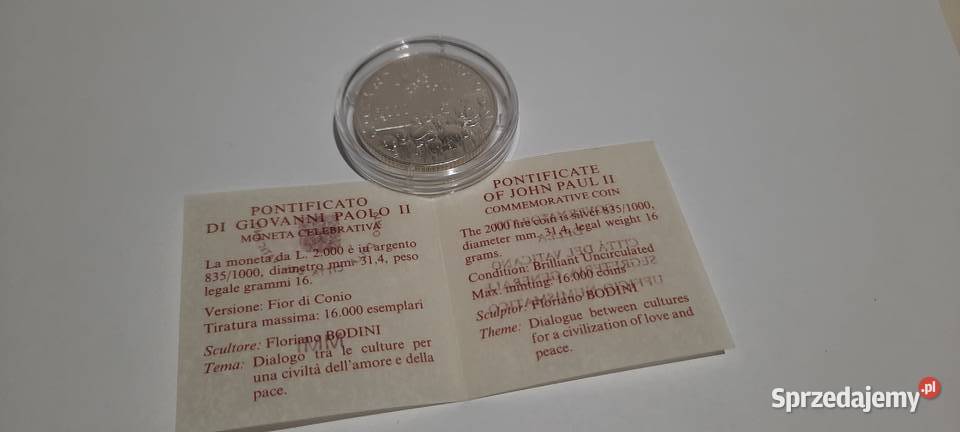 PONTIFICATO
DI GIOVANNI PAOLO II
MONETA CELEBRATIVA
La moneta da L. 2.000 è in argento
835/1000, diametro mm. 31.4, peso
legale grammi 16.
Versione: Fior di Conio
Tiratura massima: 16.000 esemplari
Scultore: Floriano BODINI
Tema: Dialogo tra le culture per
una civiltà dell'amore e della
pace.
PONTIFICATE
OF JOHN PAUL II
COMMEMORATIVE COIN
The 2000 lire coin is silver 835/1000,
diameter mm. 31.4, legal weight 16
grams.
Condition: Brilliant Uncirculated
Max. minting: 16.000 coins
Sculptor: Floriano BODINI
Theme: Dialogue between cultures
for a civilization of love and
peace.
Sprzedajemy.pl